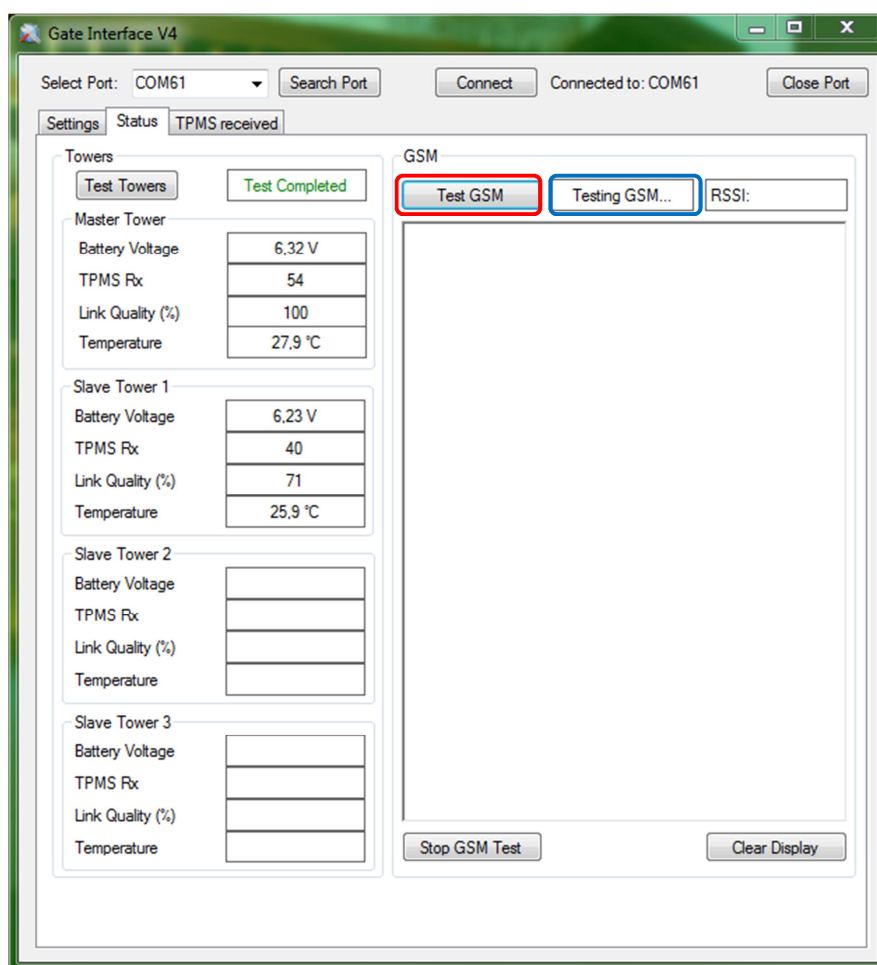 Gate Interface V4
Select Port: COM61 Search Port Connect Connected to: COM61 Close Port
Settings Status TPMS received
Towers
Test Towers Test Completed
Master Tower
Battery Voltage 6,32 V
TPMS Rx 54
Link Quality (%) 100
Temperature 27,9 °C
Slave Tower 1
Battery Voltage 6,23 V
TPMS Rx 40
Link Quality (%) 71
Temperature 25,9 °C
Slave Tower 2
Battery Voltage
TPMS Rx
Link Quality (%)
Temperature
Slave Tower 3
Battery Voltage
TPMS Rx
Link Quality (%)
Temperature
GSM
Test GSM Testing GSM... RSSI:
Stop GSM Test Clear Display